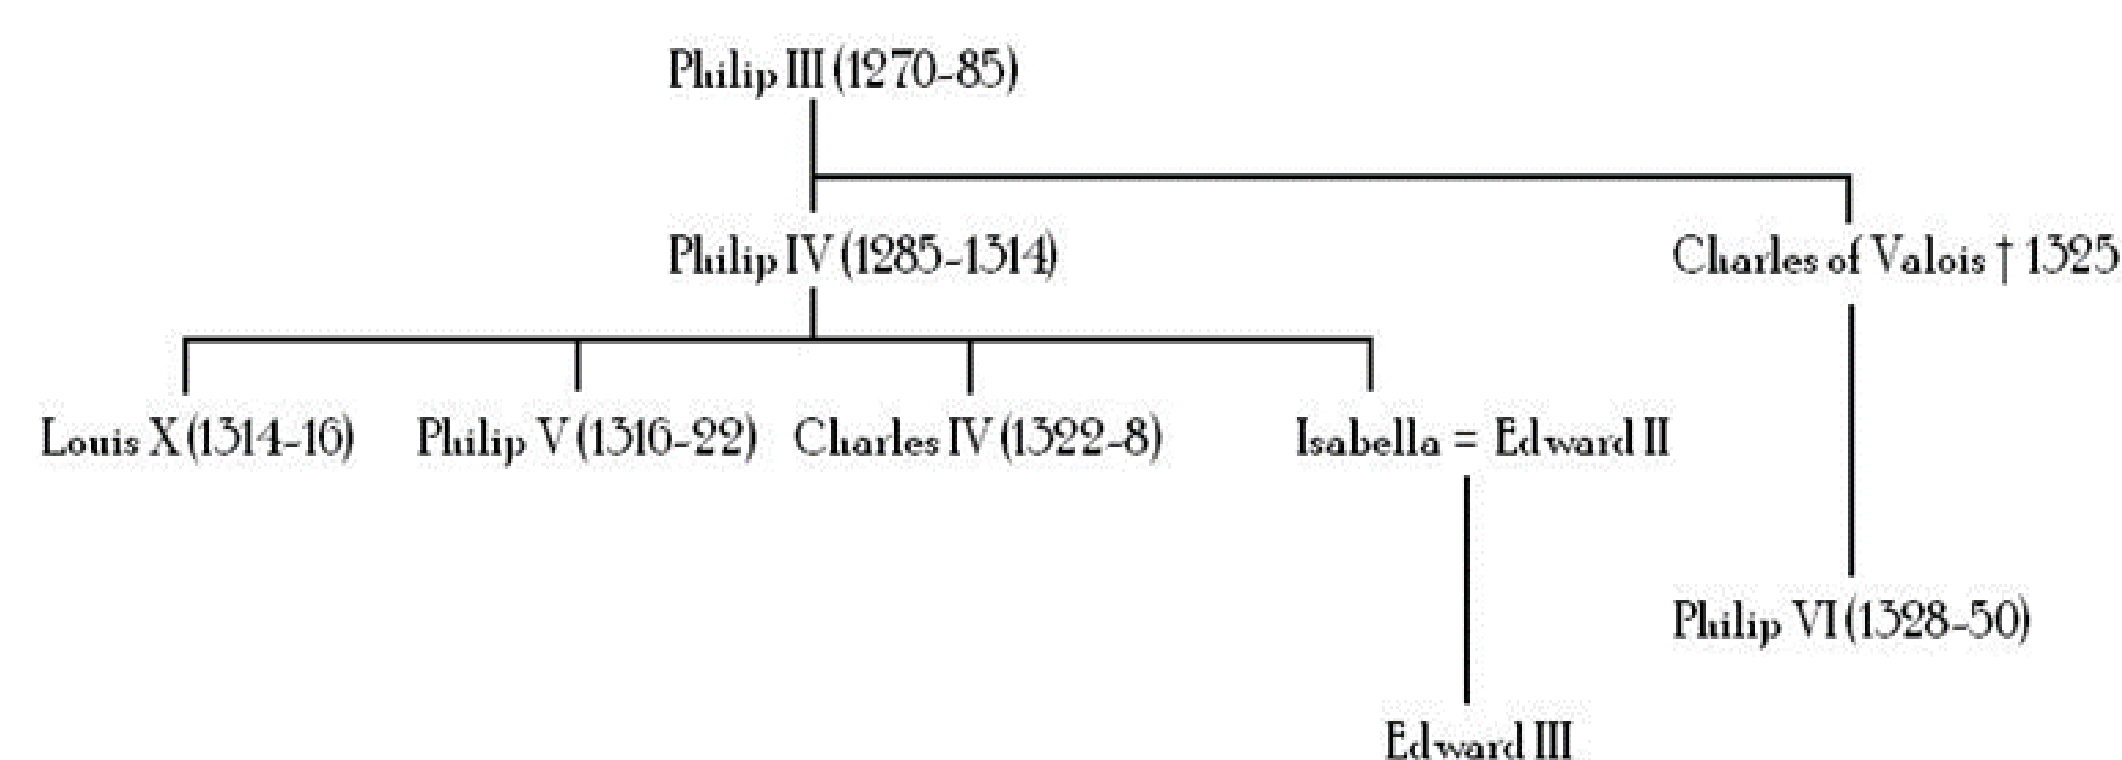 Philip III (1270-85)
Philip IV (1285-1314)
Charles of Valois † 1325
Louis X (1314-16)
Philip V (1316-22)
Charles IV (1322-8)
Isabella = Edward II
Philip VI (1328-50)
Edward III